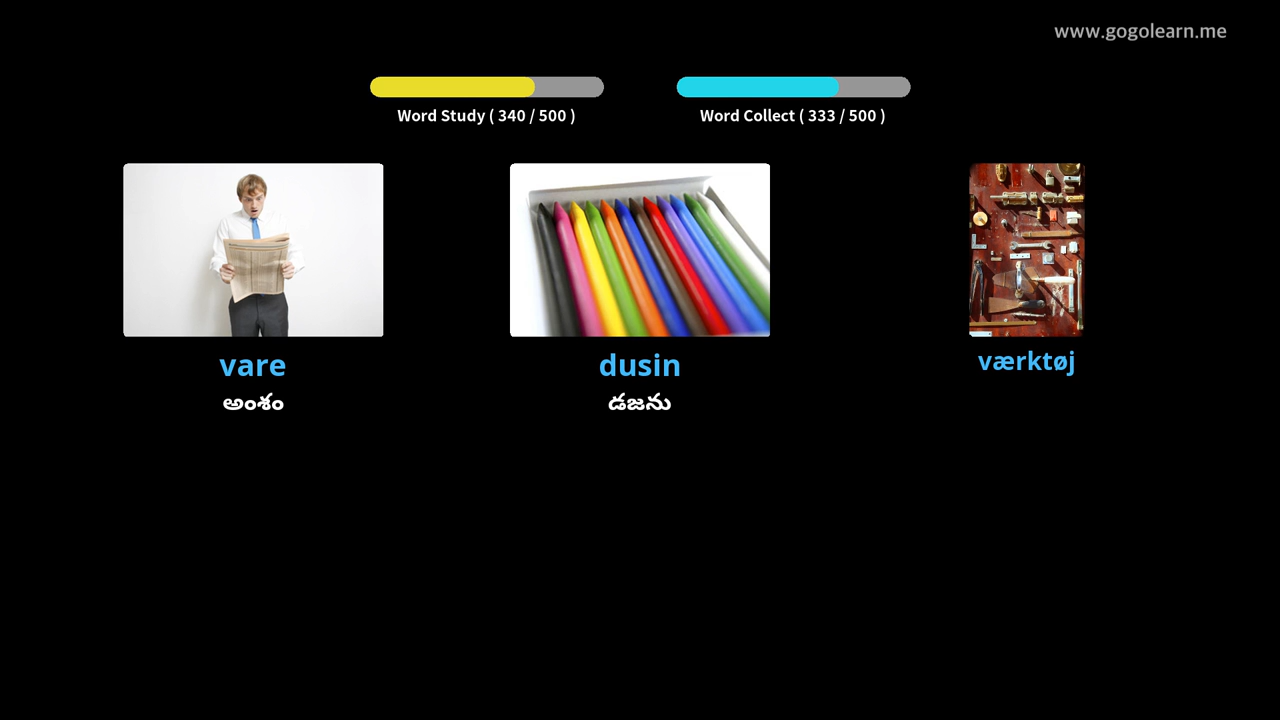 www.gogolearn.me
Word Study ( 340 / 500 )
Word Collect ( 333 / 500 )
vare
అంశం
dusin
డజను
værktøj